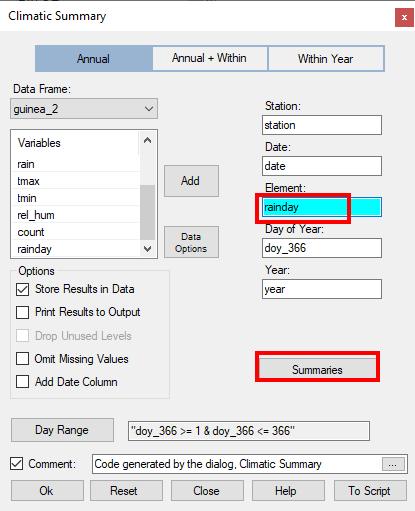 Climatic Summary
x
Annual
Annual + Within
Within Year
Data Frame:
guinea_2
Variables
rain
tmax
tmin
rel_hum
count
rainday
Add
Data
Options
Station:
station
Date:
date
Element:
rainday
Day of Year:
doy_366
Year:
year
Options
Store Results in Data
Print Results to Output
Drop Unused Levels
Omit Missing Values
Add Date Column
Summaries
Day Range
"doy_366 >= 1 & doy_366 <= 366"
Comment:
Code generated by the dialog, Climatic Summary
...
Ok
Reset
Close
Help
To Script